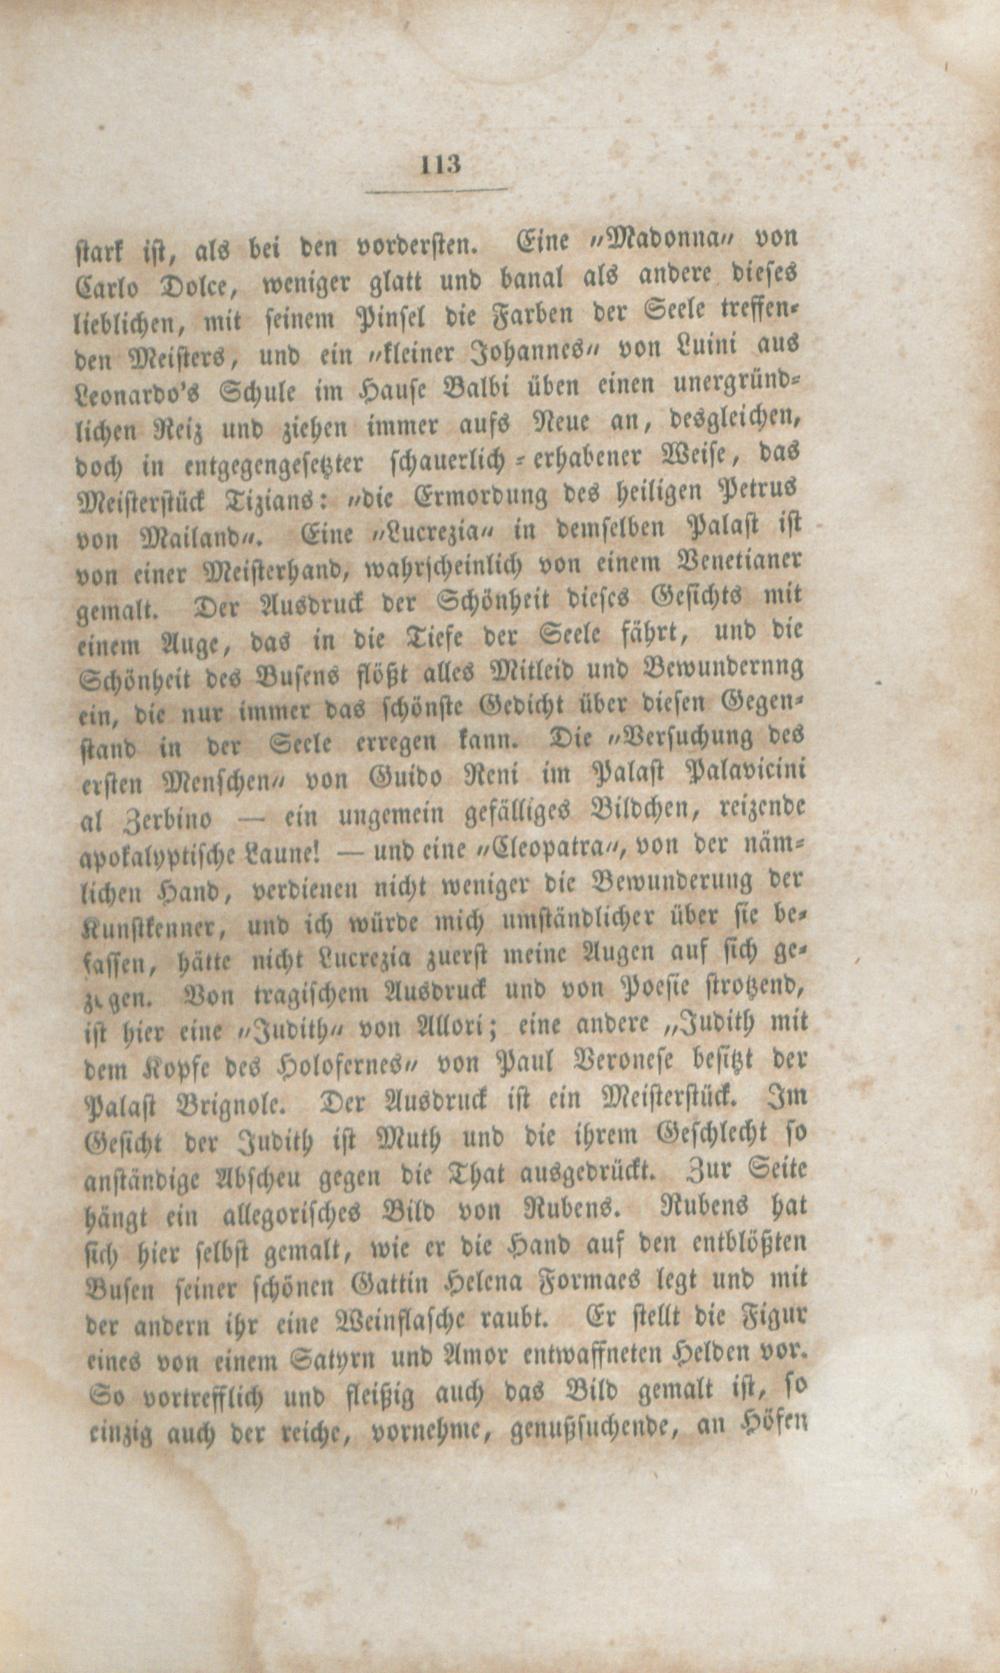 113
stark ist, als bei den vordersten. Eine „Madonna„ von
Carlo Dolce, weniger glatt und banal als andere dieses
lieblichen, mit seinem Pinsel die Farben der Seele treffen-
den Meisters, und ein „kleiner Johannes„ von Luini aus
Leonardo's Schule im Hause Balbi üben einen unergründ-
lichen Reiz und ziehen immer aufs Neue an, desgleichen,
doch in entgegengesetzter schauerlich-erhabener Weise, das
Meisterstück Tizians: „die Ermordung des heiligen Petrus
von Mailand„. Eine „Lucrezia„ in demselben Palast ist
von einer Meisterhand, wahrscheinlich von einem Venetianer
gemalt. Der Ausdruck der Schönheit dieses Gesichts mit
einem Auge, das in die Tiefe der Seele fährt, und die
Schönheit des Busens flößt alles Mitleid und Bewundernng
ein, die nur immer das schönste Gedicht über diesen Gegen-
stand in der Seele erregen kann. Die „Versuchung des
ersten Menschen„ von Guido Reni im Palast Palavicini
al Zerbino — ein ungemein gefälliges Bildchen, reizende
apokalyptische Laune! — und eine „Cleopatra„, von der näm-
lichen Hand, verdienen nicht weniger die Bewunderung der
Kunstkenner, und ich würde mich umständlicher über sie be-
fassen, hätte nicht Lucrezia zuerst meine Augen auf sich ge-
zogen. Von tragischem Ausdruck und von Poesie strotzend,
ist hier eine „Judith„ von Allori; eine andere „Judith mit
dem Kopfe des Holofernes„ von Paul Veronese besitzt der
Palast Brignole. Der Ausdruck ist ein Meisterstück. Im
Gesicht der Judith ist Muth und die ihrem Geschlecht so
anständige Abscheu gegen die That ausgedrückt. Zur Seite
hängt ein allegorisches Bild von Rubens. Rubens hat
sich hier selbst gemalt, wie er die Hand auf den entblößten
Busen seiner schönen Gattin Helena Formaes legt und mit
der andern ihr eine Weinflasche raubt. Er stellt die Figur
eines von einem Satyrn und Amor entwaffneten Helden vor.
So vortrefflich und fleißig auch das Bild gemalt ist, so
einzig auch der reiche, vornehme, genußsuchende, an Höfen